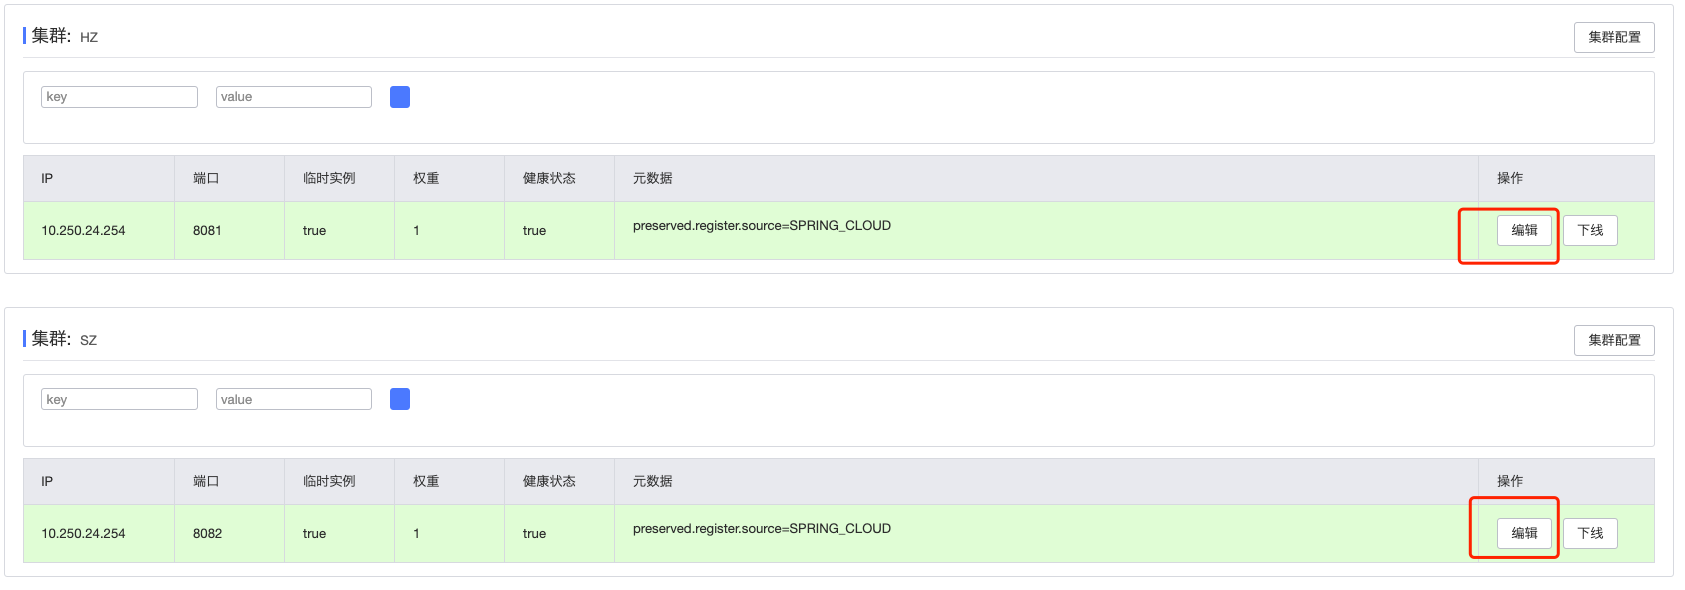 集群: HZ 集群配置
key value
IP 端口 临时实例 权重 健康状态 元数据 操作
10.250.24.254 8081 true 1 true preserved.register.source=SPRING_CLOUD 编辑 下线
集群: SZ 集群配置
key value
IP 端口 临时实例 权重 健康状态 元数据 操作
10.250.24.254 8082 true 1 true preserved.register.source=SPRING_CLOUD 编辑 下线